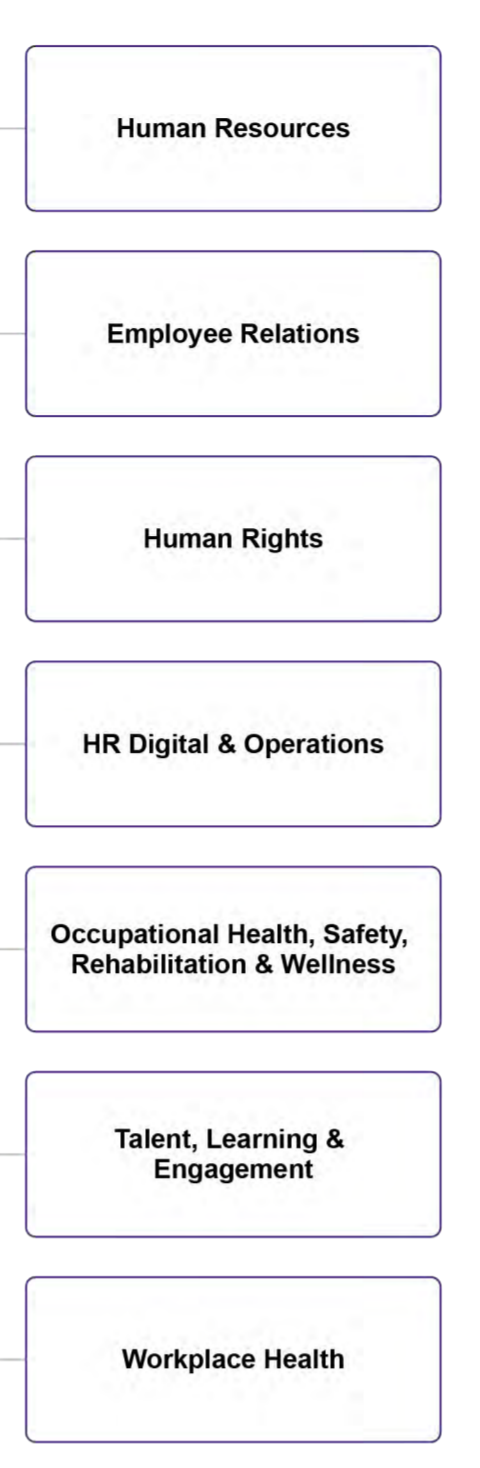 Human Resources
Employee Relations
Human Rights
HR Digital & Operations
Occupational Health, Safety,
Rehabilitation & Wellness
Talent, Learning &
Engagement
Workplace Health